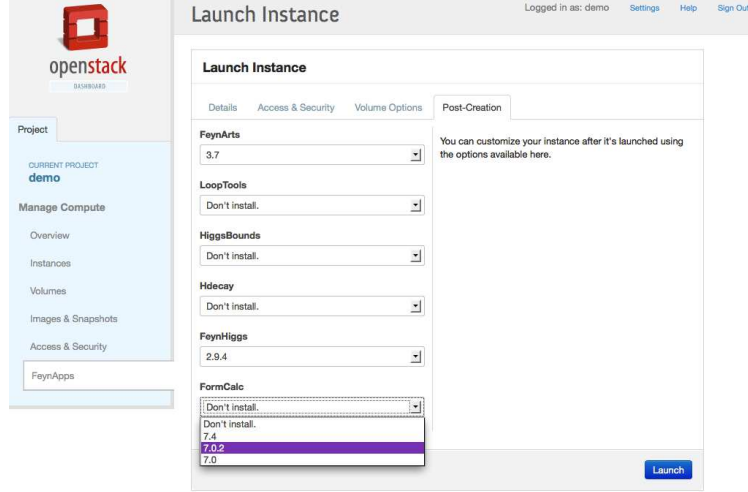 Launch Instance
Logged in as: demo Settings Help Sign Out
openstack
DASHBOARD
Project
CURRENT PROJECT
demo
Manage Compute
Overview
Instances
Volumes
Images & Snapshots
Access & Security
FeynApps
Launch Instance
Details Access & Security Volume Options Post-Creation
FeynArts
3.7
LoopTools
Don't install.
HiggsBounds
Don't install.
Hdecay
Don't install.
FeynHiggs
2.9.4
FormCalc
Don't install.
Don't install.
7.4
7.0.2
7.0
You can customize your instance after it's launched using
the options available here.
Launch